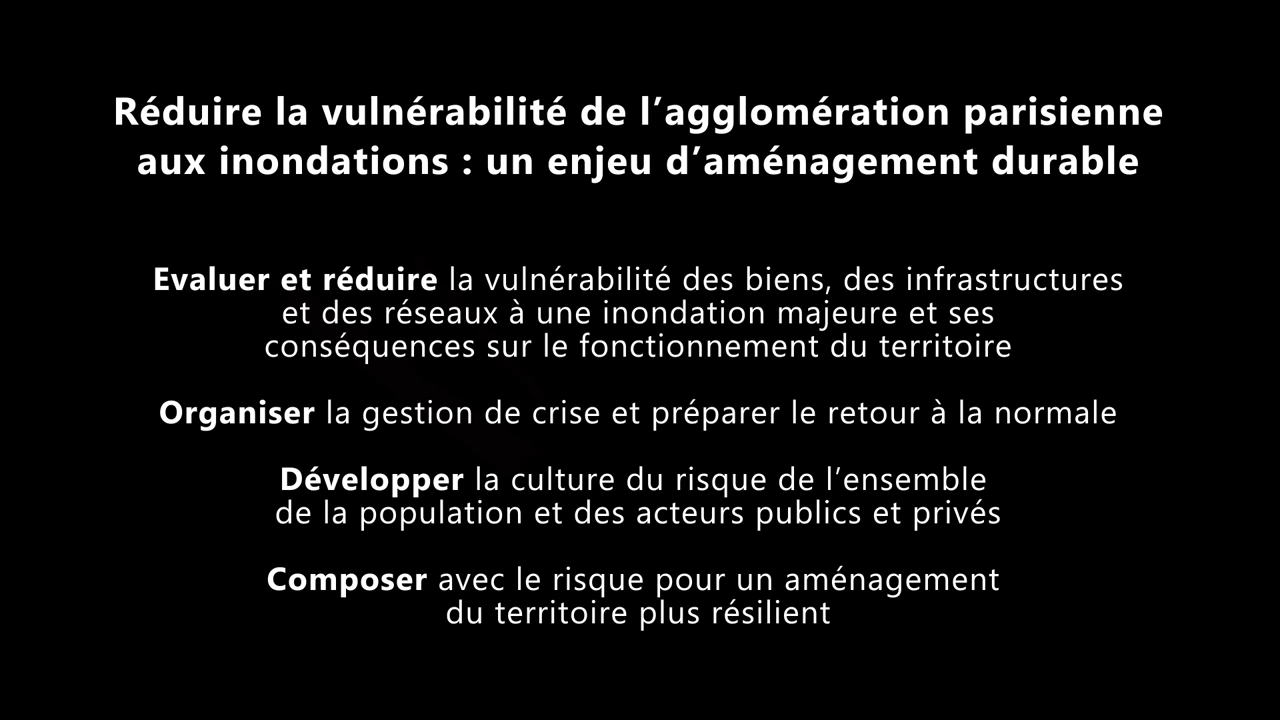 Réduire la vulnérabilité de l’agglomération parisienne
aux inondations : un enjeu d’aménagement durable
Evaluer et réduire la vulnérabilité des biens, des infrastructures
et des réseaux à une inondation majeure et ses
conséquences sur le fonctionnement du territoire
Organiser la gestion de crise et préparer le retour à la normale
Développer la culture du risque de l’ensemble
de la population et des acteurs publics et privés
Composer avec le risque pour un aménagement
du territoire plus résilient